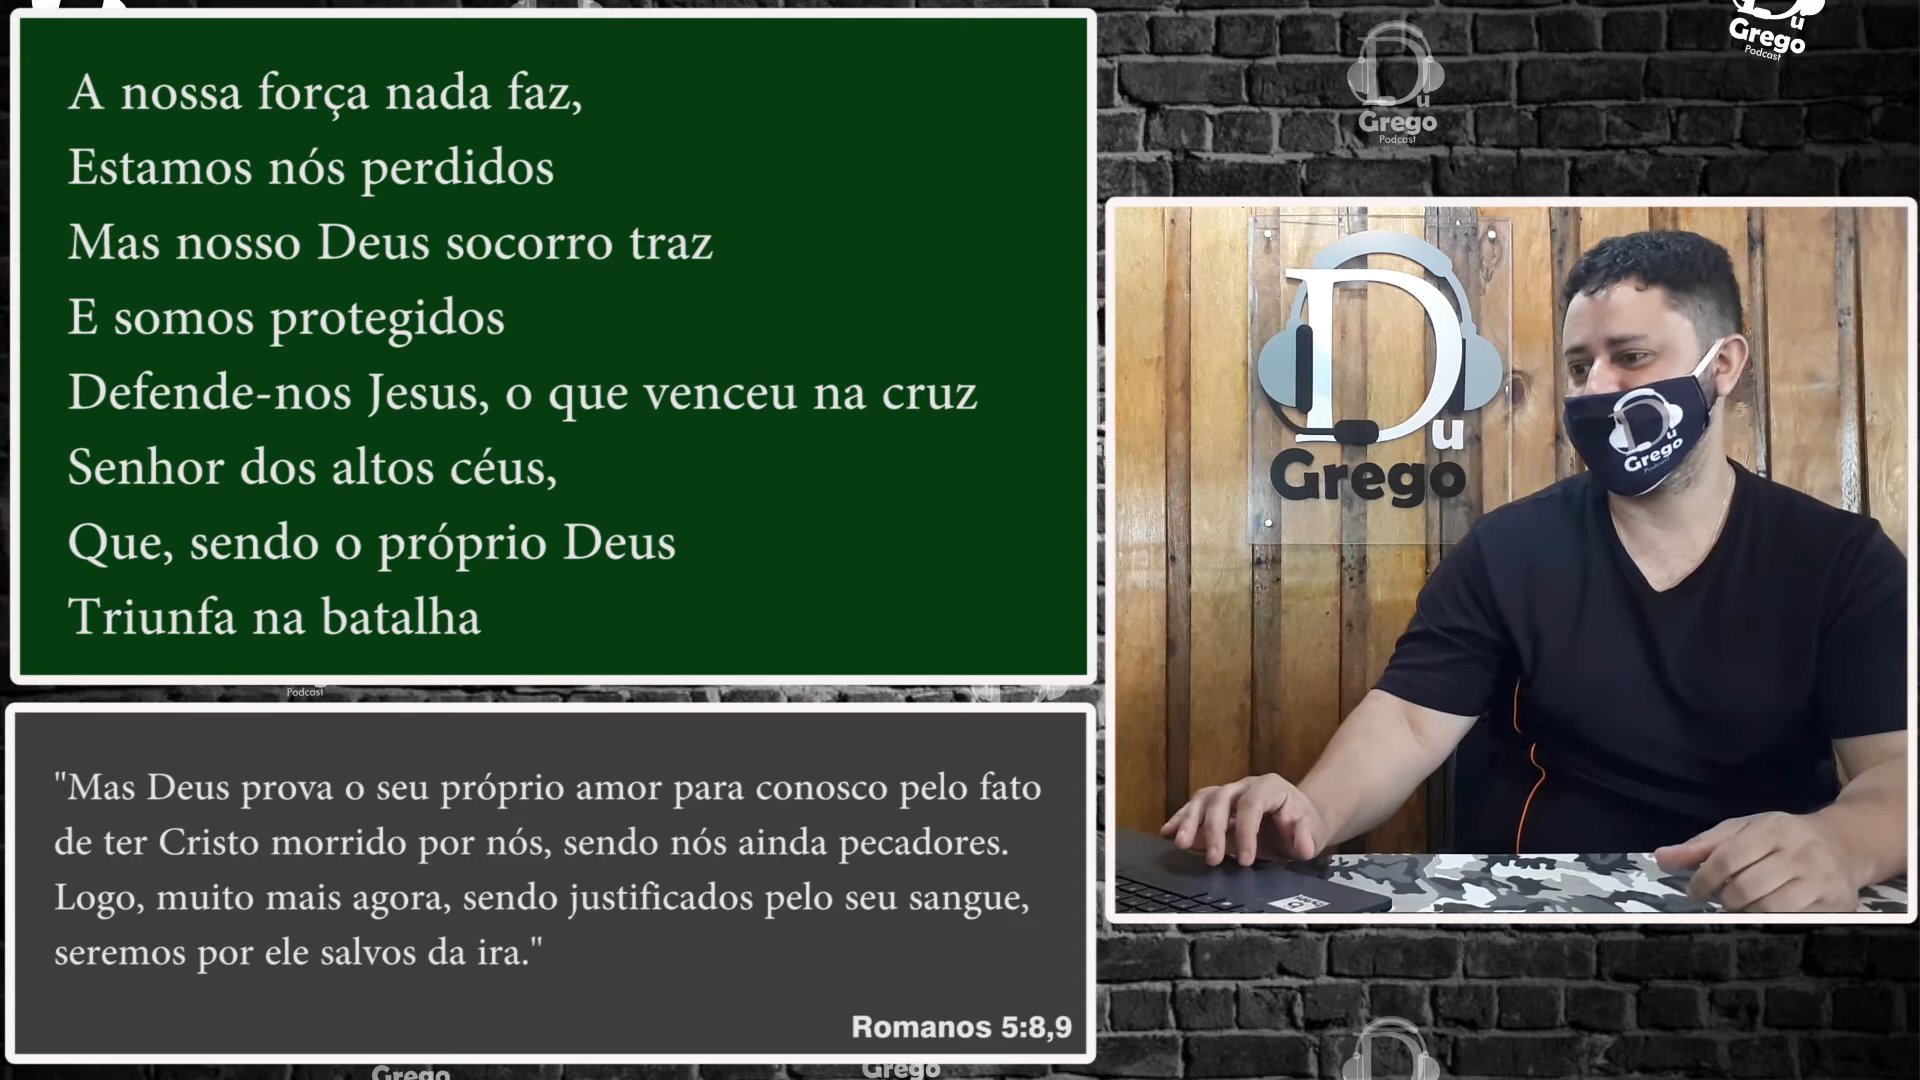 A nossa força nada faz,
Estamos nós perdidos
Mas nosso Deus socorro traz
E somos protegidos
Defende-nos Jesus, o que venceu na cruz
Senhor dos altos céus,
Que, sendo o próprio Deus
Triunfa na batalha
"Mas Deus prova o seu próprio amor para conosco pelo fato
de ter Cristo morrido por nós, sendo nós ainda pecadores.
Logo, muito mais agora, sendo justificados pelo seu sangue,
seremos por ele salvos da ira."
Romanos 5:8,9
Du
Grego
Podcast
Du
Grego
Podcast
Du
Grego
Du
Grego
Podcast
Podcast
Grego
Grego